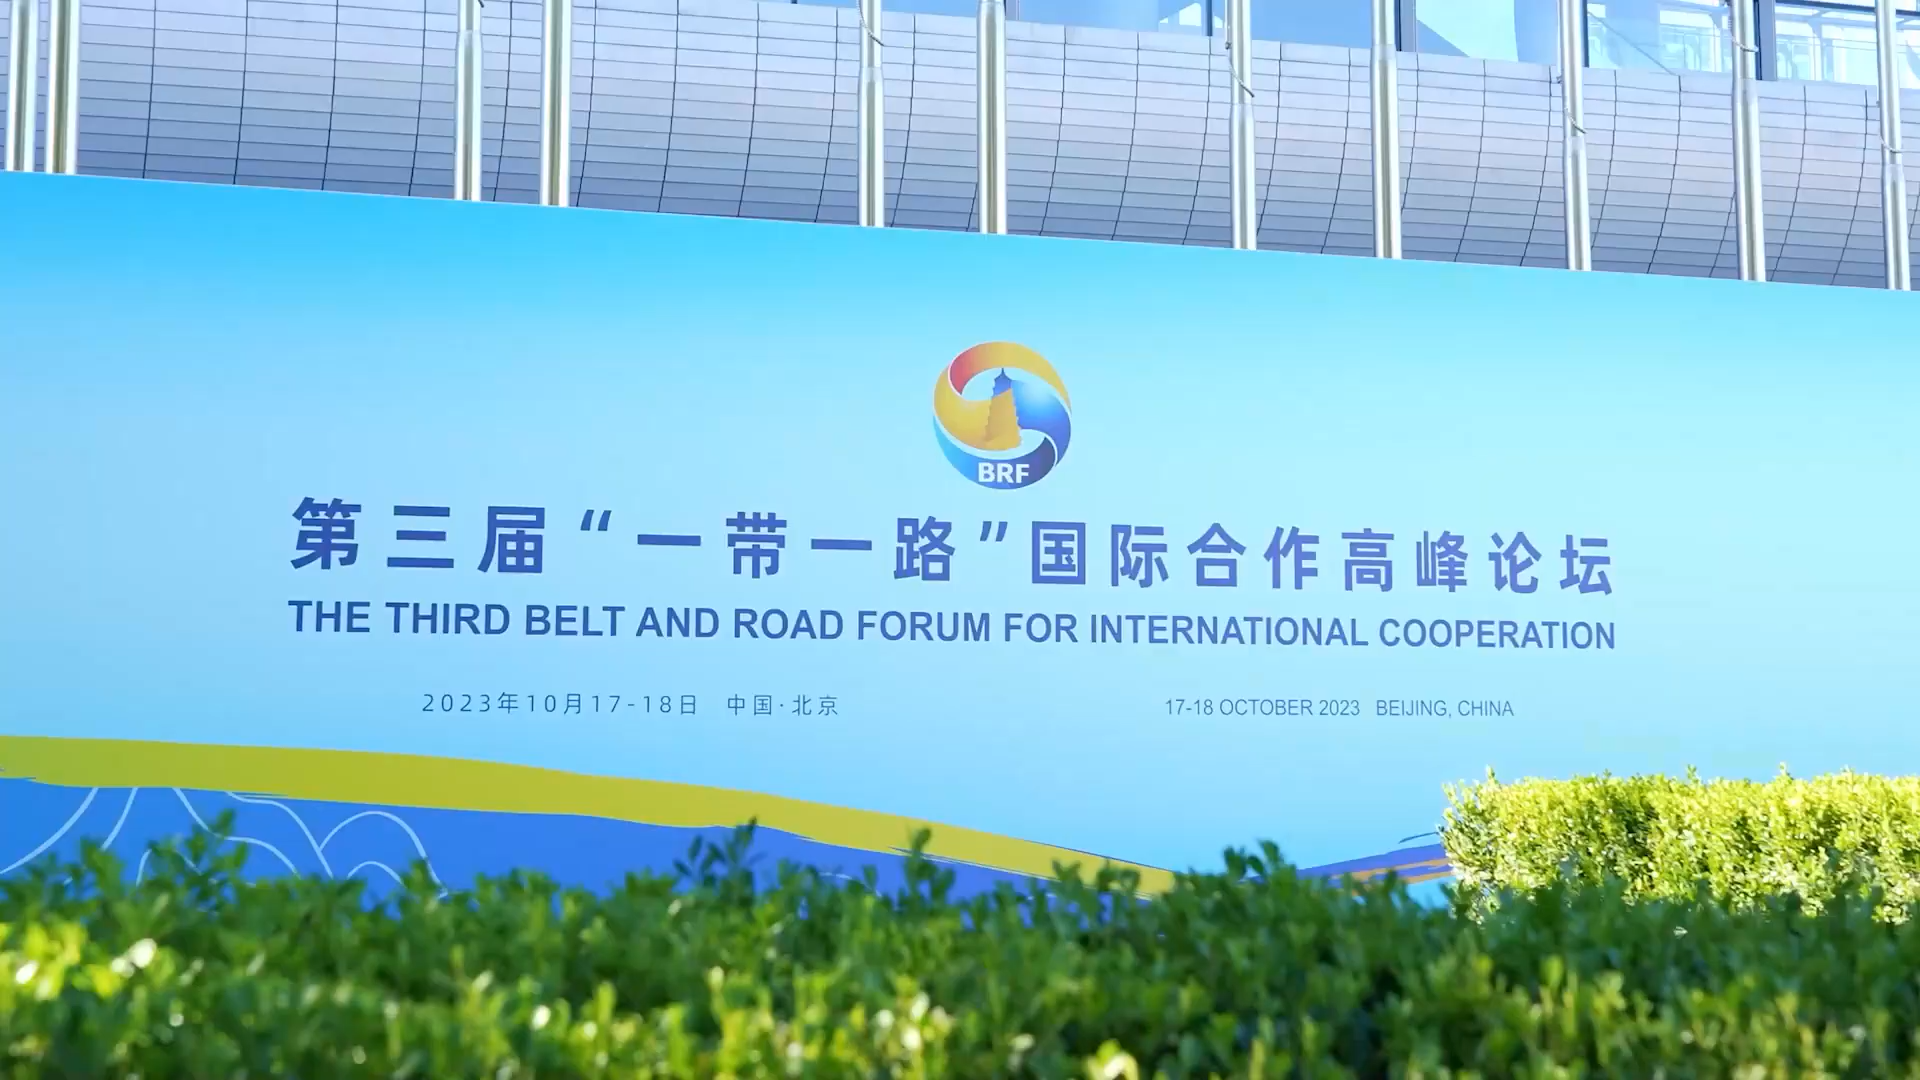 BRF
第三届“一带一路”国际合作高峰论坛
THE THIRD BELT AND ROAD FORUM FOR INTERNATIONAL COOPERATION
2023年10月17-18日 中国·北京
17-18 OCTOBER 2023 BEIJING, CHINA